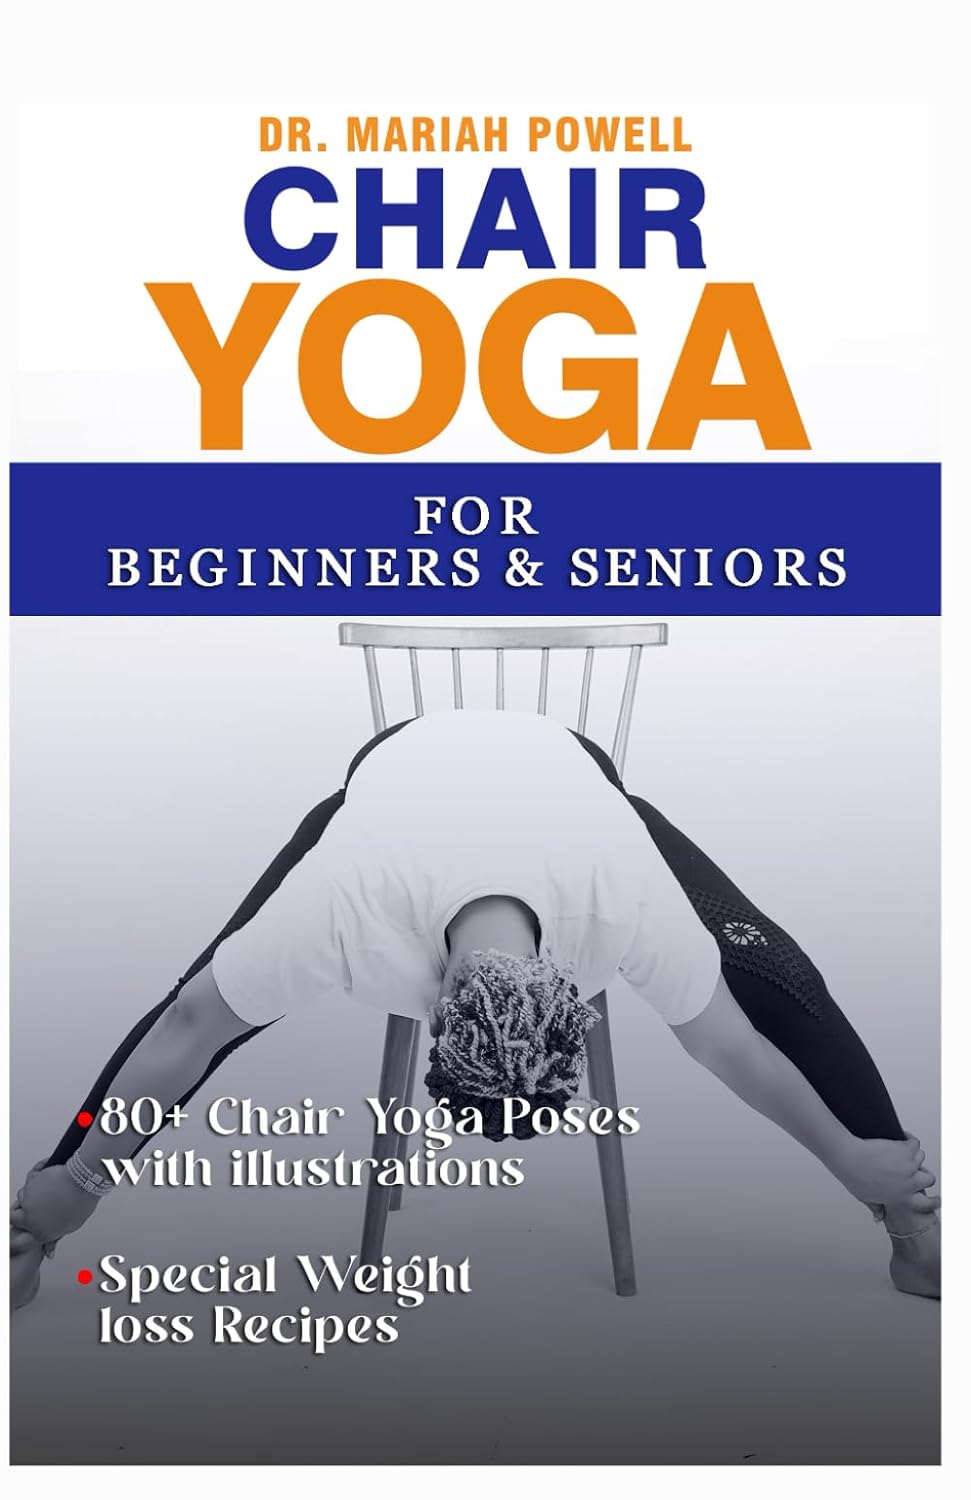 DR. MARIAH POWELL
CHAIR
YOGA
FOR
BEGINNERS & SENIORS
•80+ Chair Yoga Poses
with illustrations
•Special Weight
loss Recipes